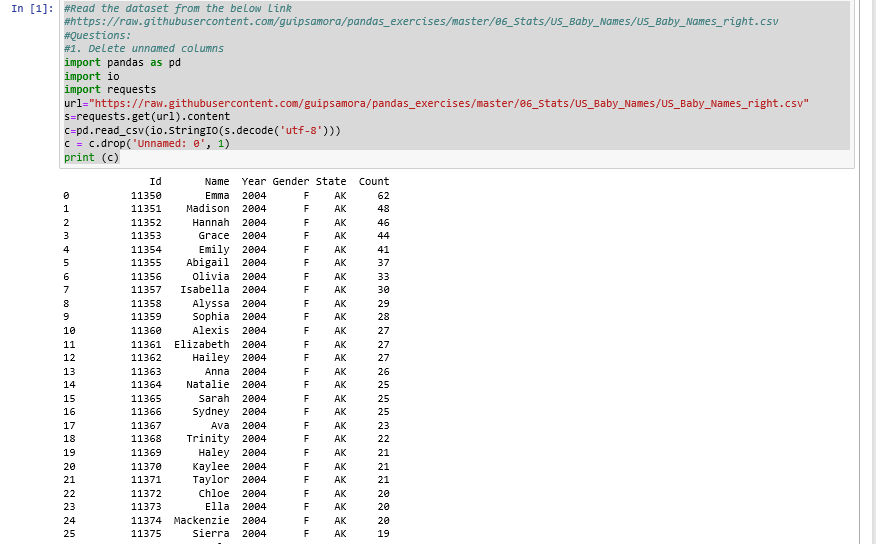 In [1]: #Read the dataset from the below link
#https://raw.githubusercontent.com/guipsamora/pandas_exercises/master/06_Stats/US_Baby_Names/US_Baby_Names_right.csv
#Questions:
#1. Delete unnamed columns
import pandas as pd
import io
import requests
url="https://raw.githubusercontent.com/guipsamora/pandas_exercises/master/06_Stats/US_Baby_Names/US_Baby_Names_right.csv"
s=requests.get(url).content
c=pd.read_csv(io.StringIO(s.decode('utf-8')))
c = c.drop('Unnamed: 0', 1)
print (c)
Id Name Year Gender State Count
0 11350 Emma 2004 F AK 62
1 11351 Madison 2004 F AK 48
2 11352 Hannah 2004 F AK 46
3 11353 Grace 2004 F AK 44
4 11354 Emily 2004 F AK 41
5 11355 Abigail 2004 F AK 37
6 11356 Olivia 2004 F AK 33
7 11357 Isabella 2004 F AK 30
8 11358 Alyssa 2004 F AK 29
9 11359 Sophia 2004 F AK 28
10 11360 Alexis 2004 F AK 27
11 11361 Elizabeth 2004 F AK 27
12 11362 Hailey 2004 F AK 27
13 11363 Anna 2004 F AK 26
14 11364 Natalie 2004 F AK 25
15 11365 Sarah 2004 F AK 25
16 11366 Sydney 2004 F AK 25
17 11367 Ava 2004 F AK 23
18 11368 Trinity 2004 F AK 22
19 11369 Haley 2004 F AK 21
20 11370 Kaylee 2004 F AK 21
21 11371 Taylor 2004 F AK 21
22 11372 Chloe 2004 F AK 20
23 11373 Ella 2004 F AK 20
24 11374 Mackenzie 2004 F AK 20
25 11375 Sierra 2004 F AK 19